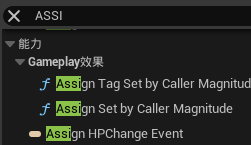 ASSI
能力
Gameplay效果
Assign Tag Set by Caller Magnitud
Assign Set by Caller Magnitude
Assign HPChange Event